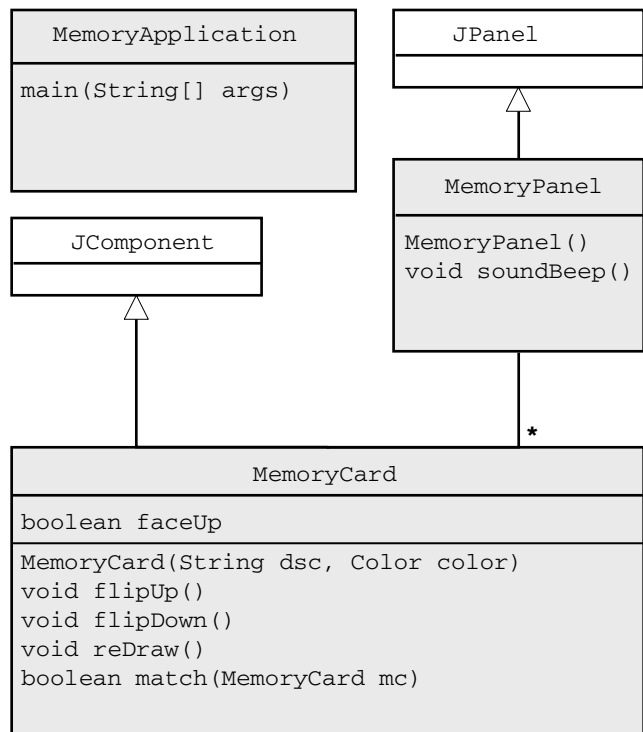 MemoryApplication
main(String[] args)
JPanel
MemoryPanel
MemoryPanel()
void soundBeep()
JComponent
*
MemoryCard
boolean faceUp
MemoryCard(String dsc, Color color)
void flipUp()
void flipDown()
void reDraw()
boolean match(MemoryCard mc)